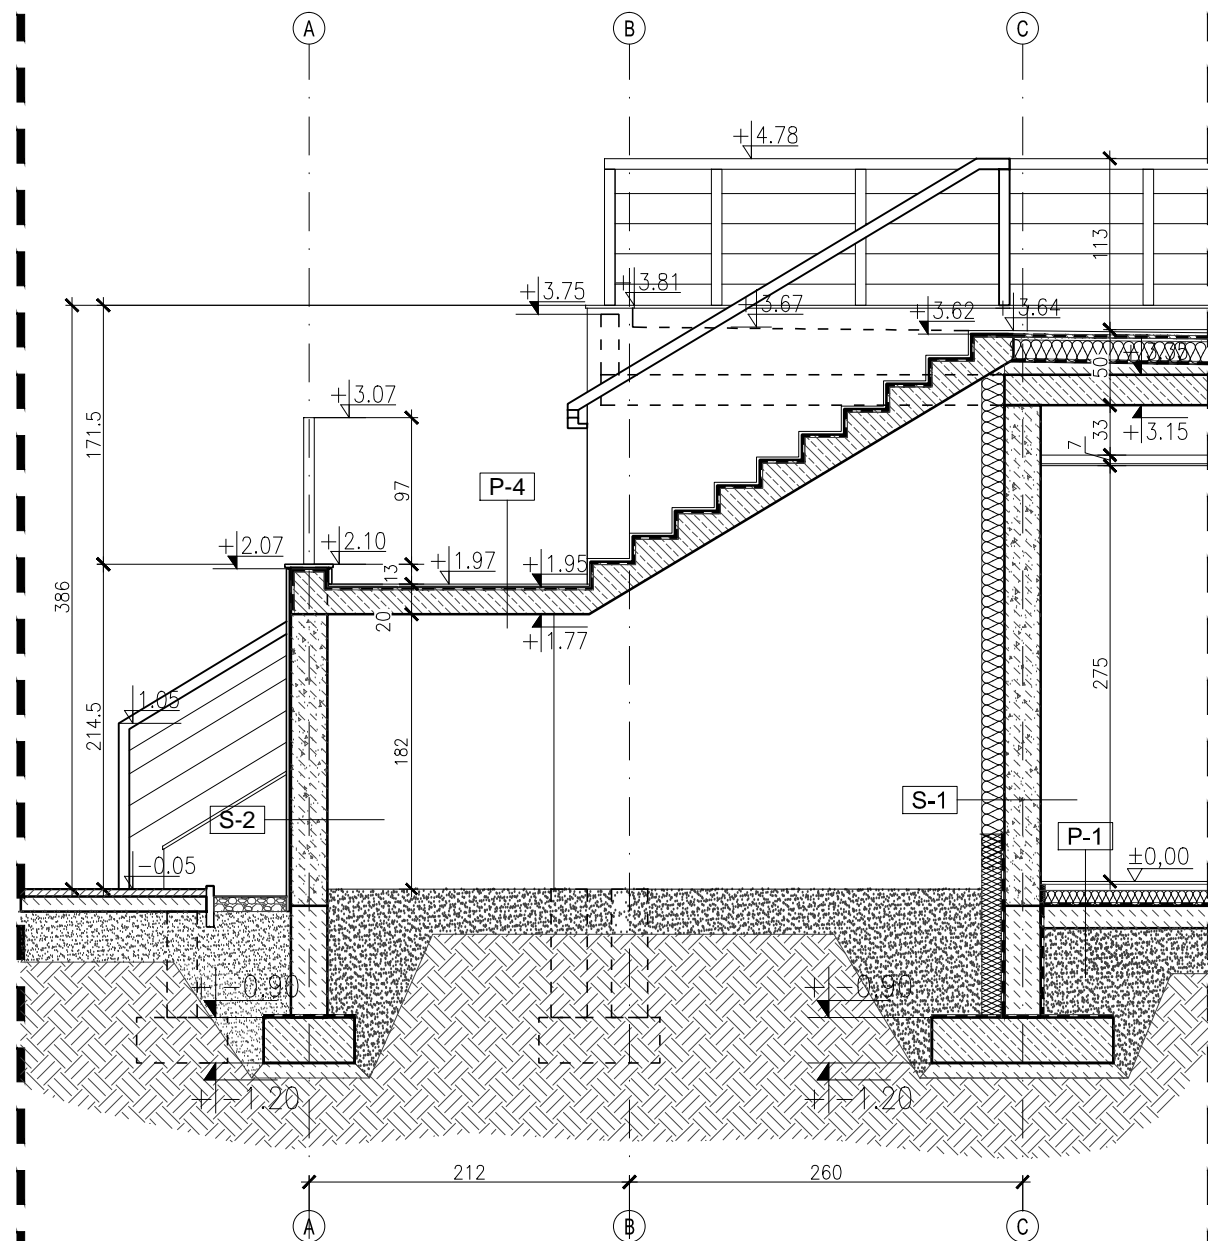 A B C
+4.78
113
+3.75 +3.81 +3.67 +3.62 +3.64
+3.35
50
+3.07
171.5
33
+3.15
7
P-4
97
+2.07 +2.10 +1.97 +1.95
13
386
20
+1.77
275
1.05
214.5
182
S-1
S-2
P-1
-0.05
±0,00
+-0.90 +-0.90
+-1.20 +-1.20
212 260
A B C